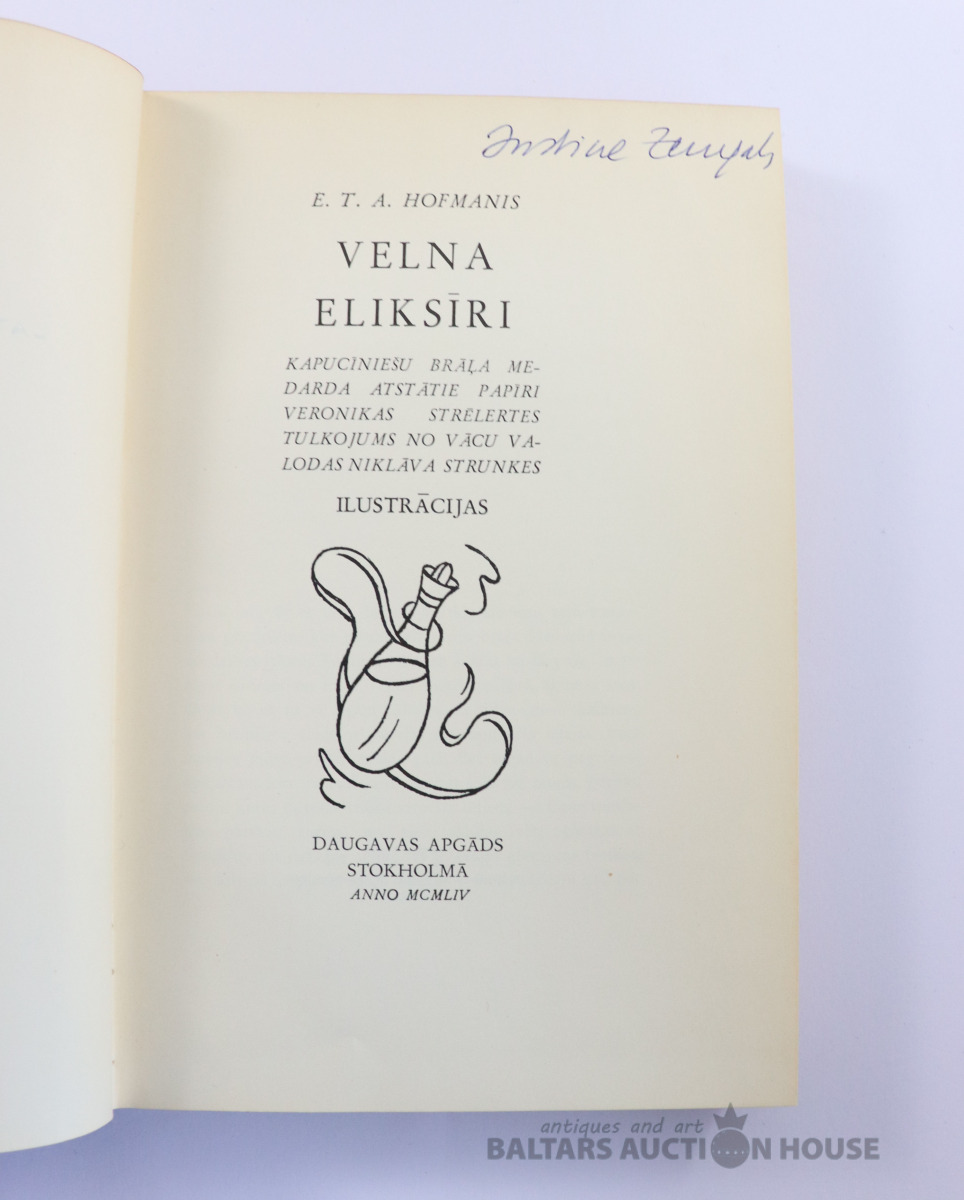 E. T. A. HOFMANIS
VELNA
ELIKSĪRI
KAPUCĪNIEŠU BRĀĻA ME-
DARDA ATSTĀTIE PAPĪRI
VERONIKAS STRĒLERTES
TULKOJUMS NO VĀCU VA-
LODAS NIKLĀVA STRUNKES
ILUSTRĀCIJAS
DAUGAVAS APGĀDS
STOKHOLMĀ
ANNO MCMLIV
antiques and art
BALTARS AUCTION HOUSE